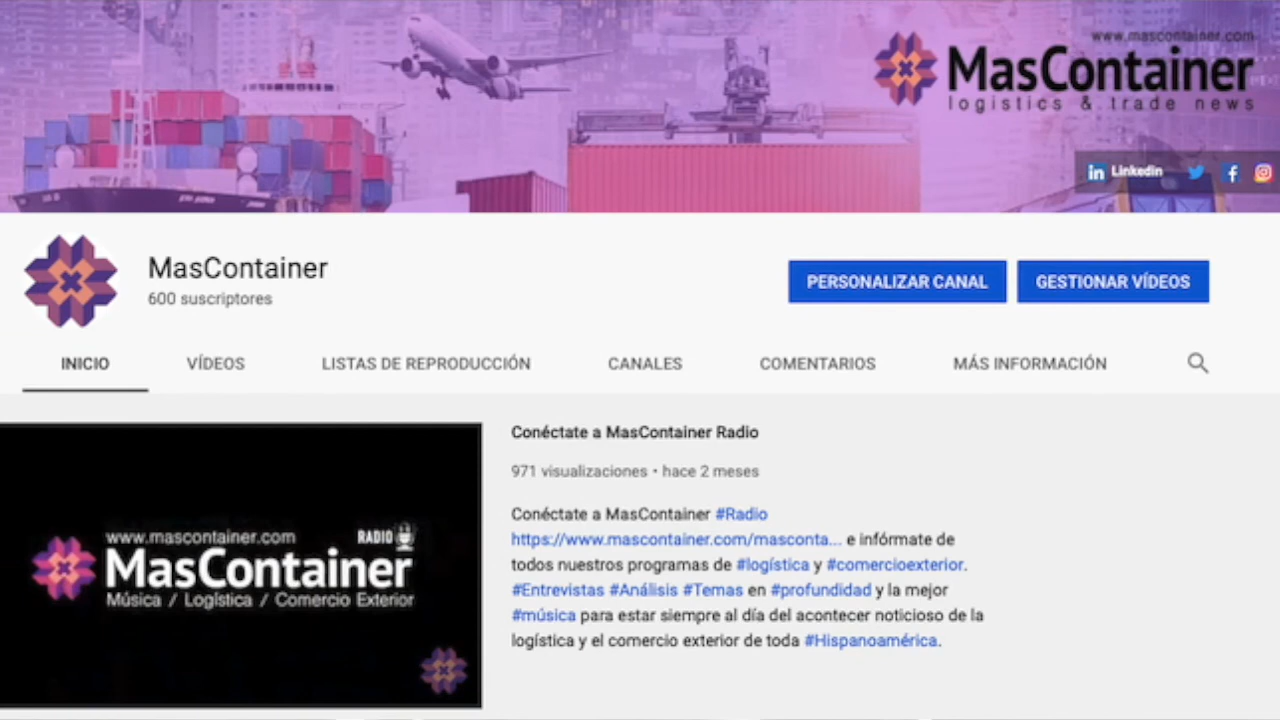 www.mascontainer.com
MasContainer
logistics & trade news
LinkedIn
MasContainer
600 suscriptores
PERSONALIZAR CANAL
GESTIONAR VÍDEOS
INICIO
VÍDEOS
LISTAS DE REPRODUCCIÓN
CANALES
COMENTARIOS
MÁS INFORMACIÓN
www.mascontainer.com
RADIO
MasContainer
Música / Logística / Comercio Exterior
Conéctate a MasContainer Radio
971 visualizaciones • hace 2 meses
Conéctate a MasContainer #Radio
https://www.mascontainer.com/masconta... e infórmate de
todos nuestros programas de #logística y #comercioexterior.
#Entrevistas #Análisis #Temas en #profundidad y la mejor
#música para estar siempre al día del acontecer noticioso de la
logística y el comercio exterior de toda #Hispanoamérica.